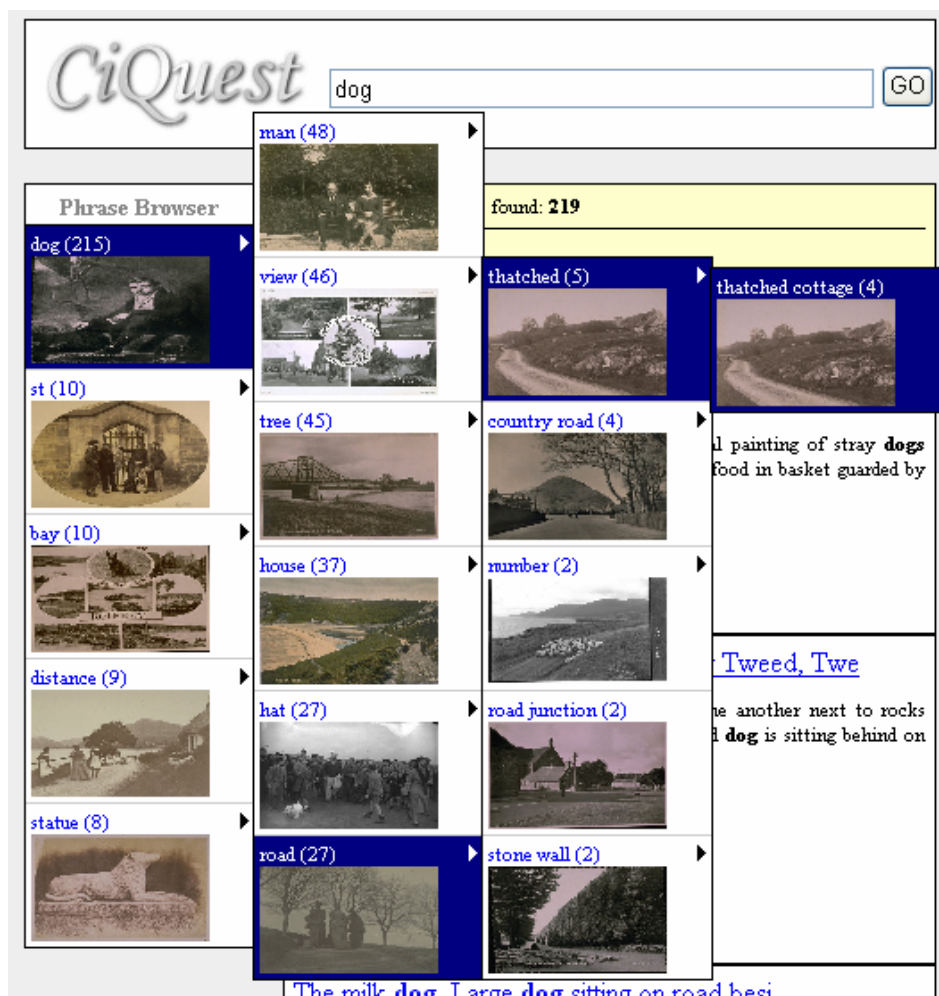 CiQuest
dog
GO
Phrase Browser
dog (215)
st (10)
bay (10)
distance (9)
statue (8)
man (48)
view (46)
tree (45)
house (37)
hat (27)
road (27)
found: 219
thatched (5)
country road (4)
number (2)
road junction (2)
stone wall (2)
thatched cottage (4)
painting of stray dogs
food in basket guarded by
Tweed, Twe
another next to rocks
dog is sitting behind on
The milk dog. Large dog sitting on road besi